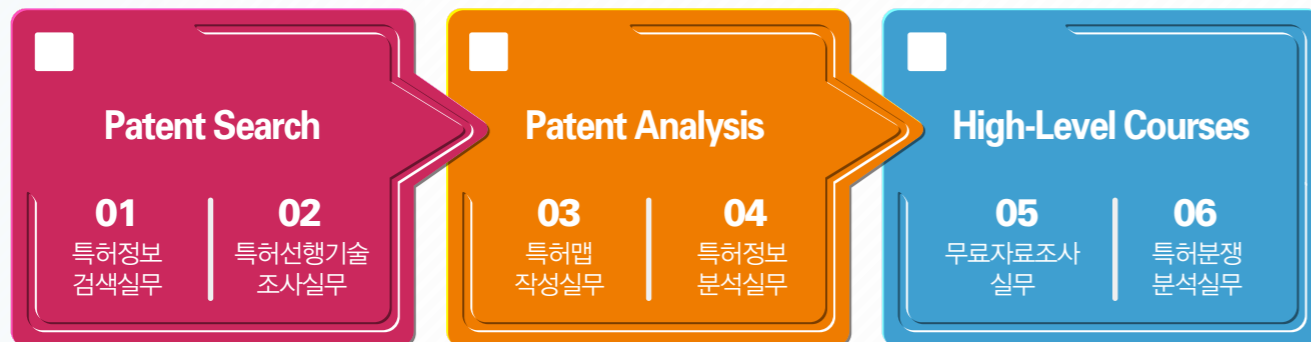 Patent Search
01
특허정보
검색실무
02
특허선행기술
조사실무
Patent Analysis
03
특허맵
작성실무
04
특허정보
분석실무
High-Level Courses
05
무료자료조사
실무
06
특허분쟁
분석실무